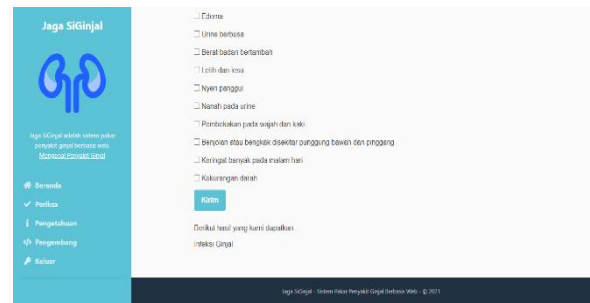 Jaga SiGinjal
Jaga SiGinjal adalah sistem pakar
penyakit ginjal berbasis web.
Mengenal Penyakit Ginjal
Beranda
Periksa
Pengetahuan
Pengembang
Keluar
Edema
Urine berbusa
Berat badan bertambah
Letih dan lesu
Nyeri panggul
Nanah pada urine
Pembekakan pada wajah dan kaki
Benjolan atau bengkak disekitar punggung bawah dan pinggang
Keringat banyak pada malam hari
Kekurangan darah
Kirim
Berikut hasil yang kami dapatkan...
Infeksi Ginjal
Jaga SiGinjal - Sistem Pakar Penyakit Ginjal Berbasis Web - © 2021